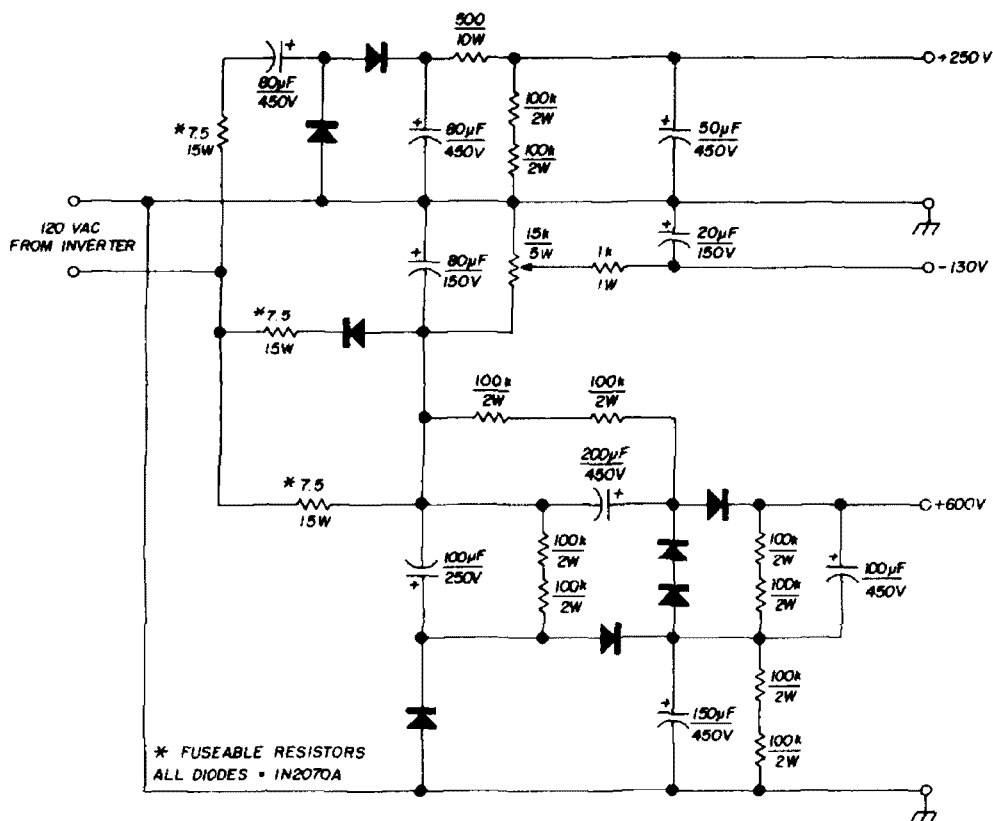 500
10W
+250V
80µF
450V
100k
2W
* 7.5
15W
80µF
450V
50µF
450V
100k
2W
120 VAC
FROM INVERTER
15k
5W
20µF
150V
80µF
150V
1k
1W
-130V
* 7.5
15W
100k
2W
100k
2W
200µF
450V
* 7.5
15W
+600V
100µF
250V
100k
2W
100k
2W
100k
2W
100k
2W
100µF
450V
100k
2W
150µF
450V
100k
2W
* FUSEABLE RESISTORS
ALL DIODES = 1N2070A